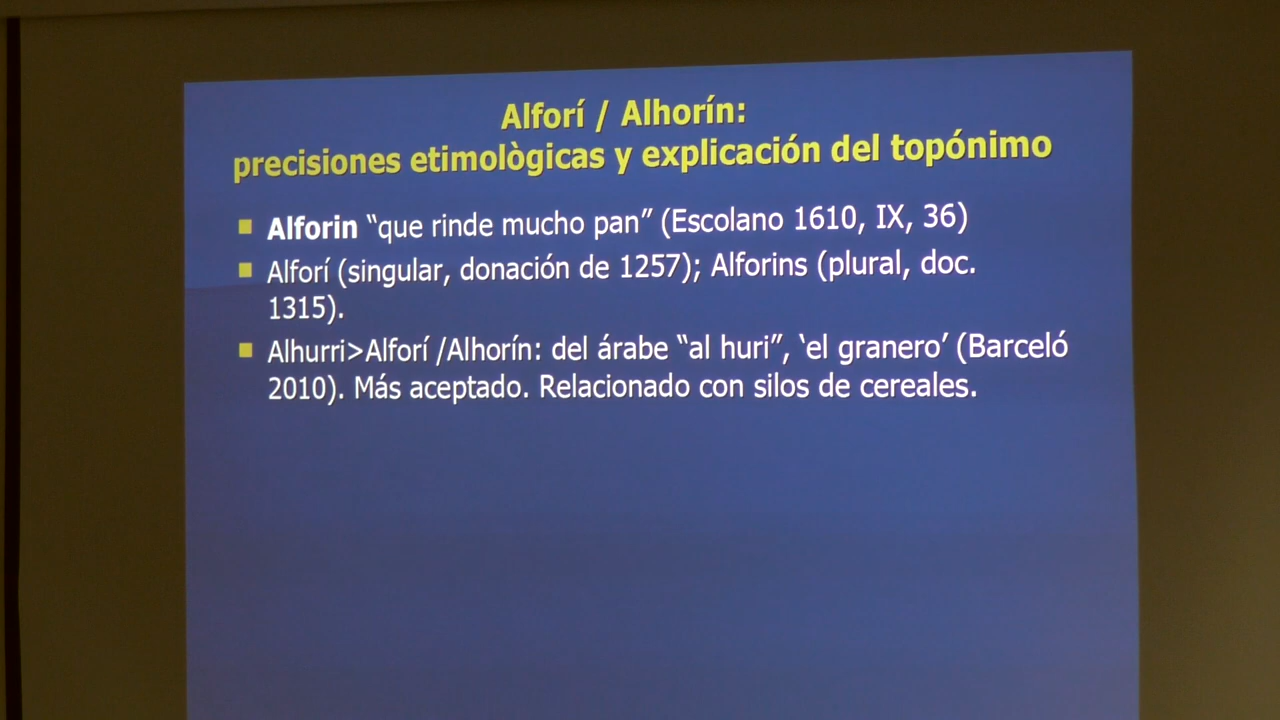 Alforí / Alhorín:
precisiones etimològicas y explicación del topónimo
Alforin “que rinde mucho pan” (Escolano 1610, IX, 36)
Alforí (singular, donación de 1257); Alforins (plural, doc.
1315).
Alhurri>Alforí /Alhorín: del árabe “al huri”, ‘el granero’ (Barceló
2010). Más aceptado. Relacionado con silos de cereales.